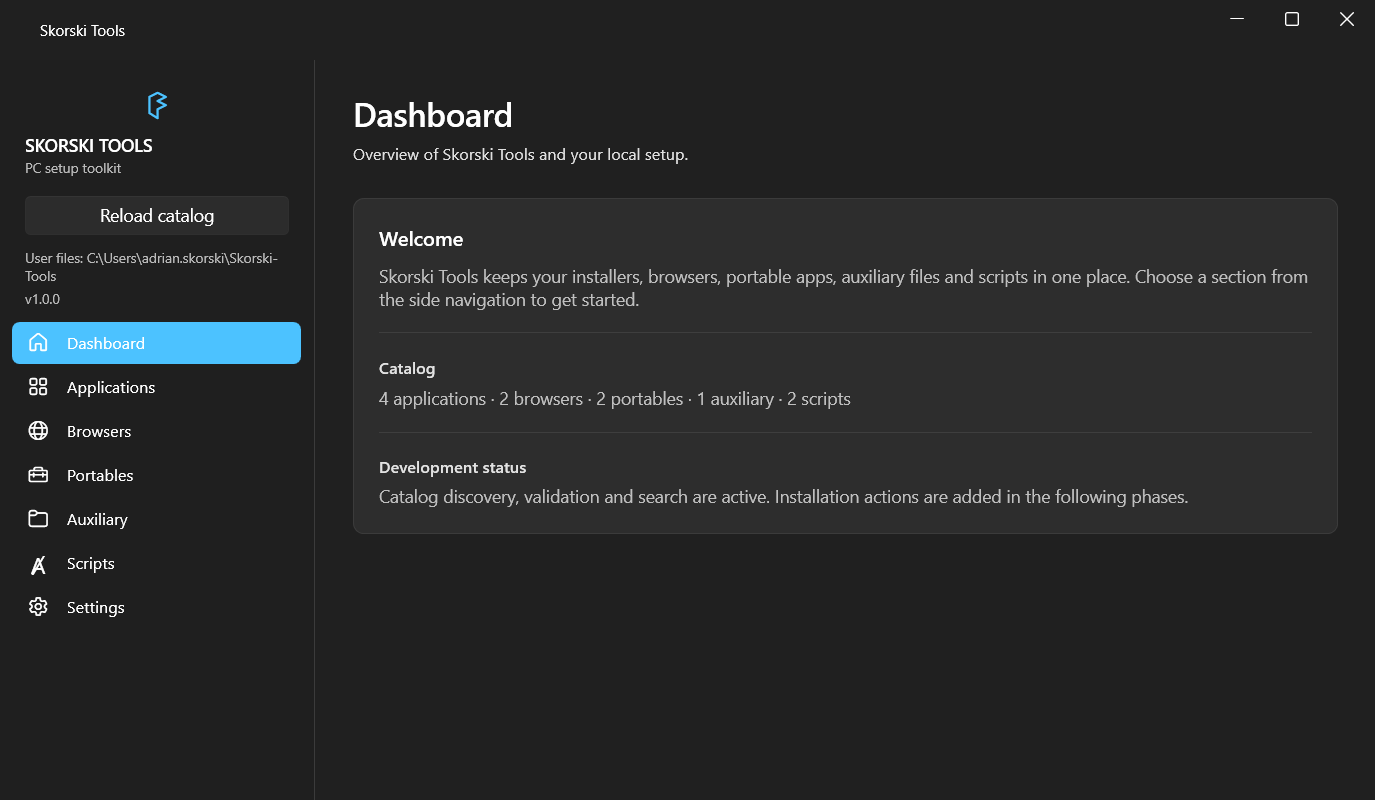 Skorski Tools
SKORSKI TOOLS
PC setup toolkit
Reload catalog
User files: C:\Users\adrian.skorski\Skorski-
Tools
v1.0.0
Dashboard
Applications
Browsers
Portables
Auxiliary
Scripts
Settings
Dashboard
Overview of Skorski Tools and your local setup.
Welcome
Skorski Tools keeps your installers, browsers, portable apps, auxiliary files and scripts in one place. Choose a section from
the side navigation to get started.
Catalog
4 applications · 2 browsers · 2 portables · 1 auxiliary · 2 scripts
Development status
Catalog discovery, validation and search are active. Installation actions are added in the following phases.